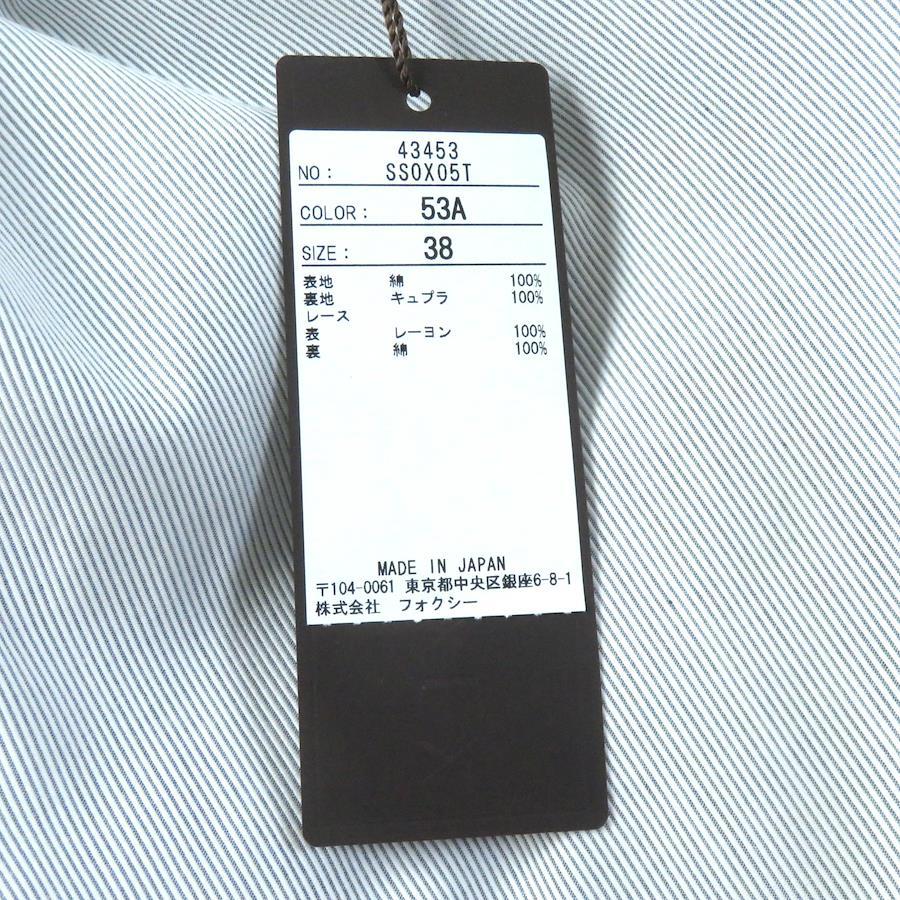 43453
NO: SS0X05T
COLOR: 53A
SIZE: 38
表地 綿 100%
裏地 キュプラ 100%
レース
表 レーヨン 100%
裏 綿 100%
MADE IN JAPAN
〒104-0061 東京都中央区銀座6-8-1
株式会社 フォクシー